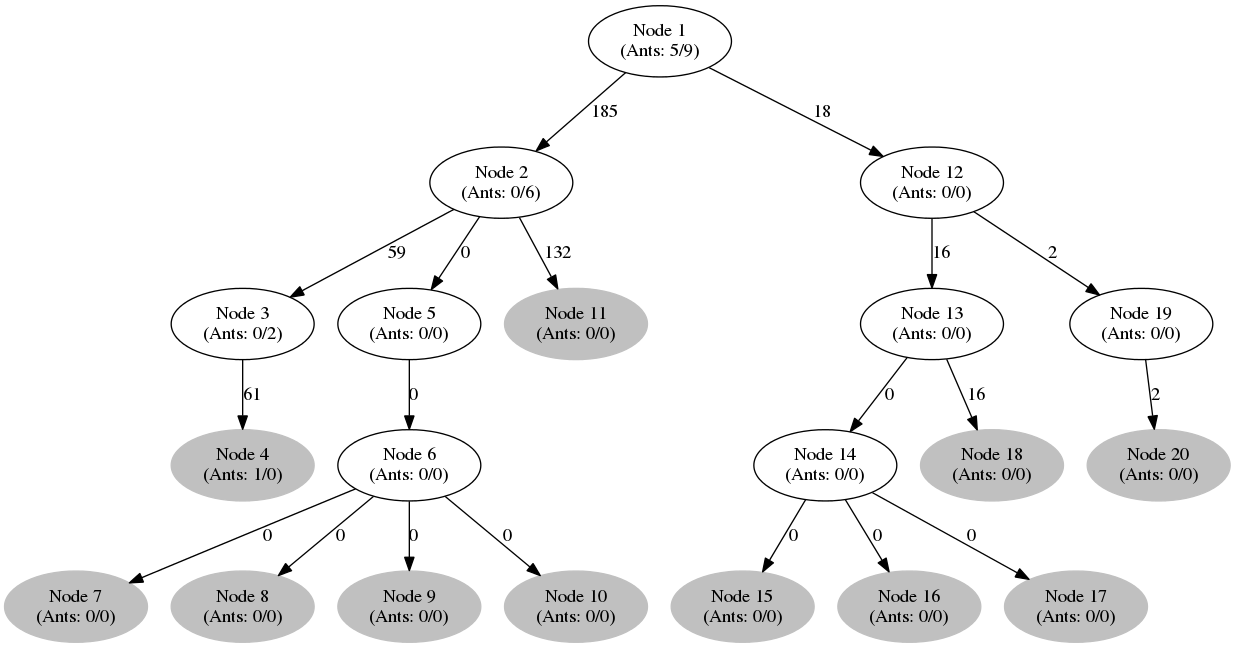 Node 1
(Ants: 5/9)
185
18
Node 2
(Ants: 0/6)
Node 12
(Ants: 0/0)
59
0
132
16
2
Node 3
(Ants: 0/2)
Node 5
(Ants: 0/0)
Node 11
(Ants: 0/0)
Node 13
(Ants: 0/0)
Node 19
(Ants: 0/0)
61
0
0
16
2
Node 4
(Ants: 1/0)
Node 6
(Ants: 0/0)
Node 14
(Ants: 0/0)
Node 18
(Ants: 0/0)
Node 20
(Ants: 0/0)
0
0
0
0
0
0
0
Node 7
(Ants: 0/0)
Node 8
(Ants: 0/0)
Node 9
(Ants: 0/0)
Node 10
(Ants: 0/0)
Node 15
(Ants: 0/0)
Node 16
(Ants: 0/0)
Node 17
(Ants: 0/0)